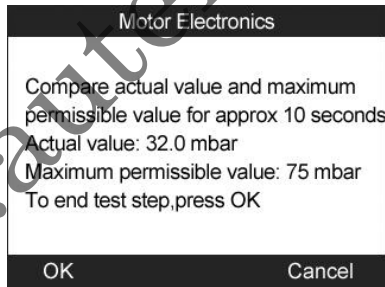 Motor Electronics
Compare actual value and maximum
permissible value for approx 10 seconds
Actual value: 32.0 mbar
Maximum permissible value: 75 mbar
To end test step,press OK
OK Cancel